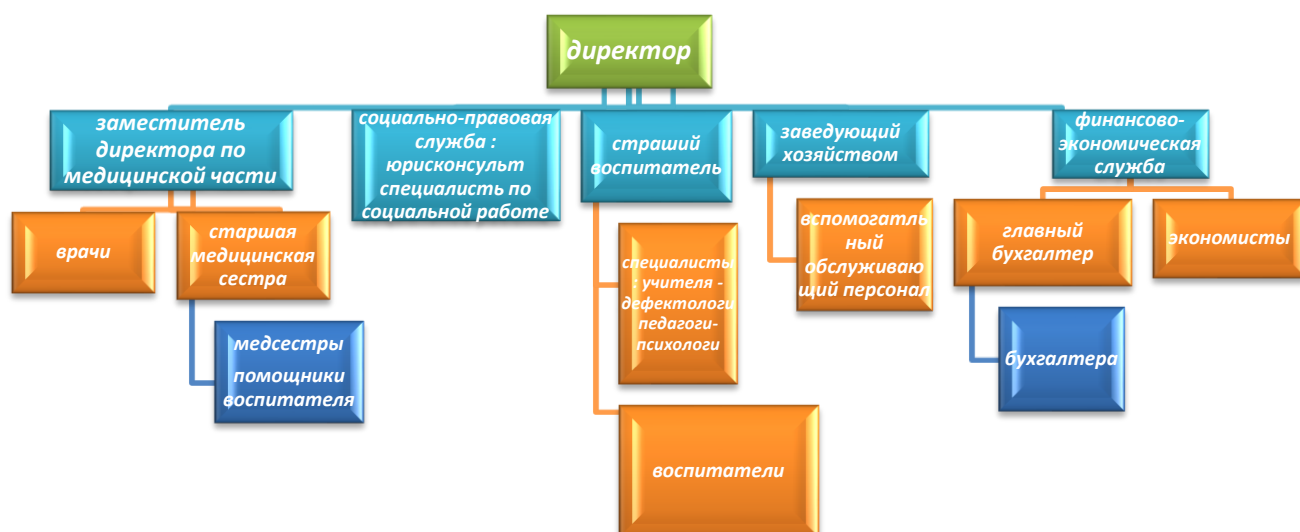 директор
заместитель
директора по
медицинской части
социально-правовая
служба :
юрисконсульт
специалисть по
социальной работе
страший
воспитатель
заведующий
хозяйством
финансово-
экономическая
служба
врачи
старшая
медицинская
сестра
специалисты
: учителя -
дефектологи
педагоги-
психологи
вспомогатль
ный
обслуживаю
щий персонал
главный
бухгалтер
экономисты
медсестры
помощники
воспитателя
бухгалтера
воспитатели